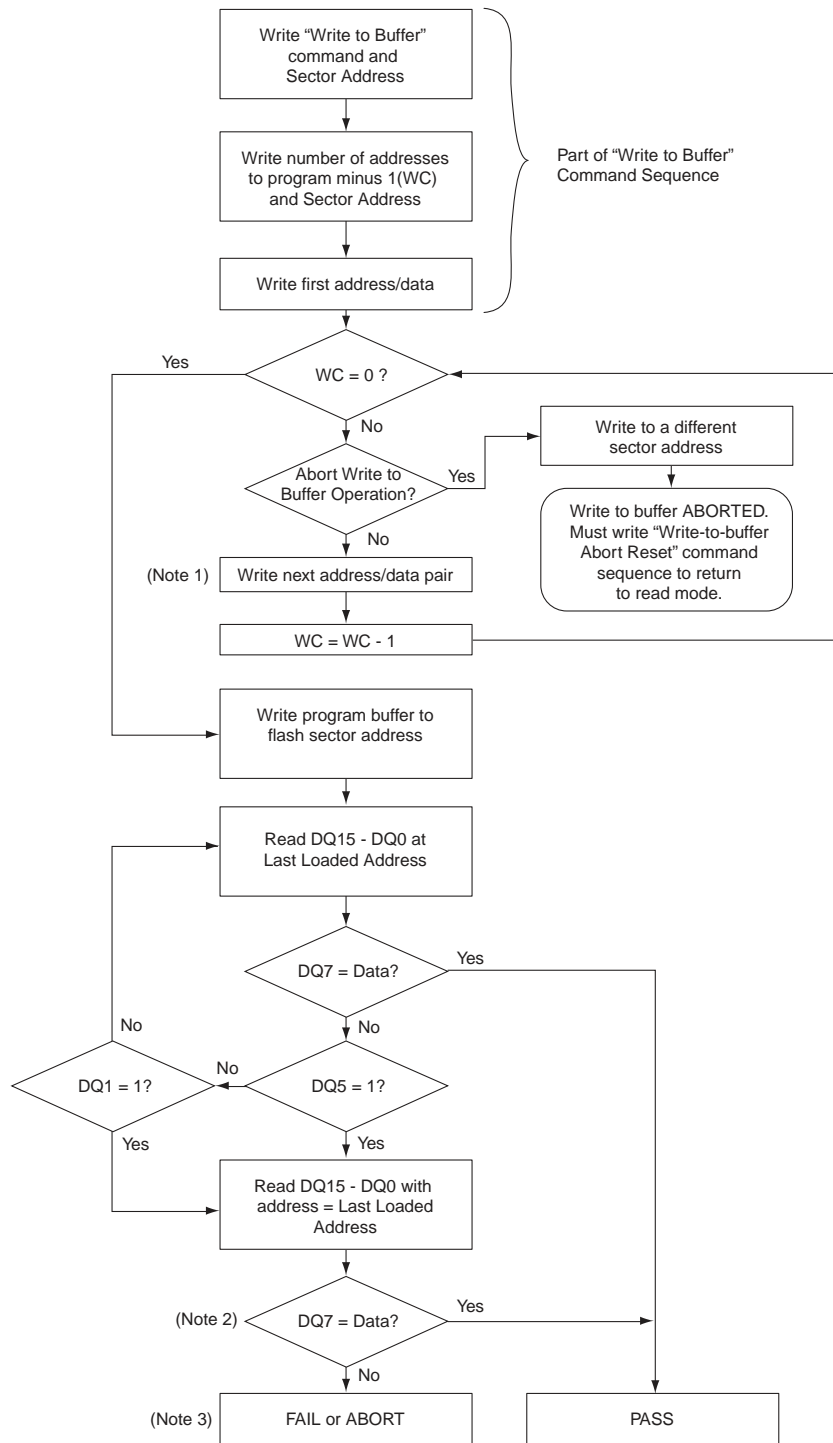 Write “Write to Buffer”
command and
Sector Address
Write number of addresses
to program minus 1(WC)
and Sector Address
Part of “Write to Buffer”
Command Sequence
Write first address/data
Yes
WC = 0 ?
No
Write to a different
sector address
Abort Write to
Buffer Operation?
Yes
No
Write to buffer ABORTED.
Must write “Write-to-buffer
Abort Reset” command
sequence to return
to read mode.
(Note 1)
Write next address/data pair
WC = WC - 1
Write program buffer to
flash sector address
Read DQ15 - DQ0 at
Last Loaded Address
DQ7 = Data?
Yes
No
No
DQ1 = 1?
No
DQ5 = 1?
Yes
Yes
Read DQ15 - DQ0 with
address = Last Loaded
Address
(Note 2)
DQ7 = Data?
Yes
No
(Note 3)
FAIL or ABORT
PASS